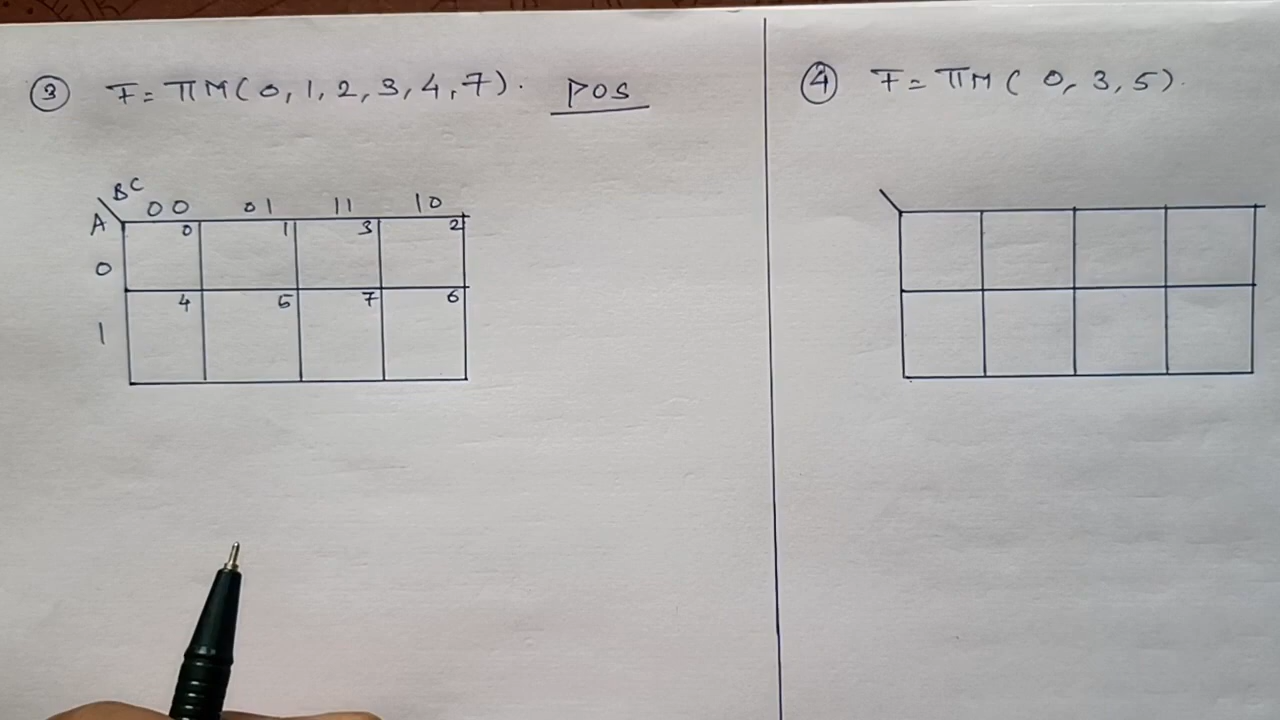 ③ F = πM(0,1,2,3,4,7). POS
BC
A 00 01 11 10
0 0 1 3 2
1 4 5 7 6
④ F = πM(0,3,5).